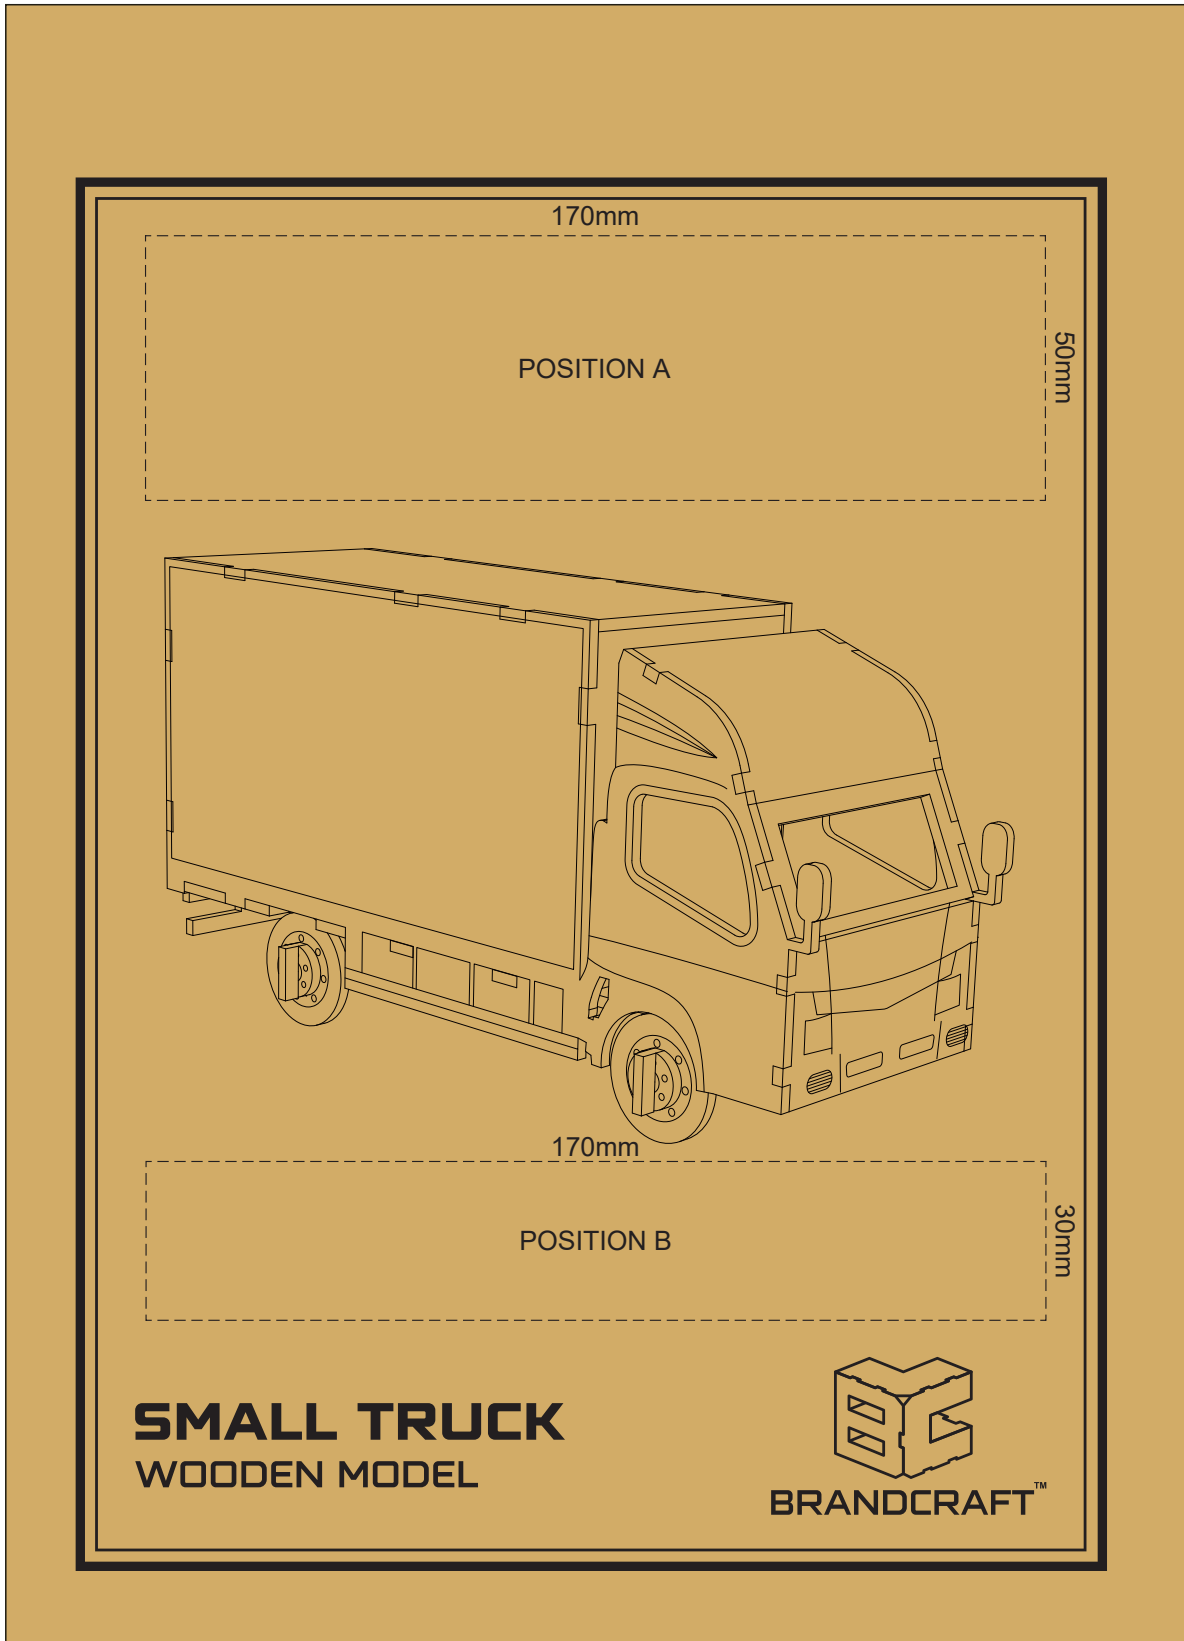 170mm
50mm
POSITION A
170mm
30mm
POSITION B
SMALL TRUCK
WOODEN MODEL
BRANDCRAFT™